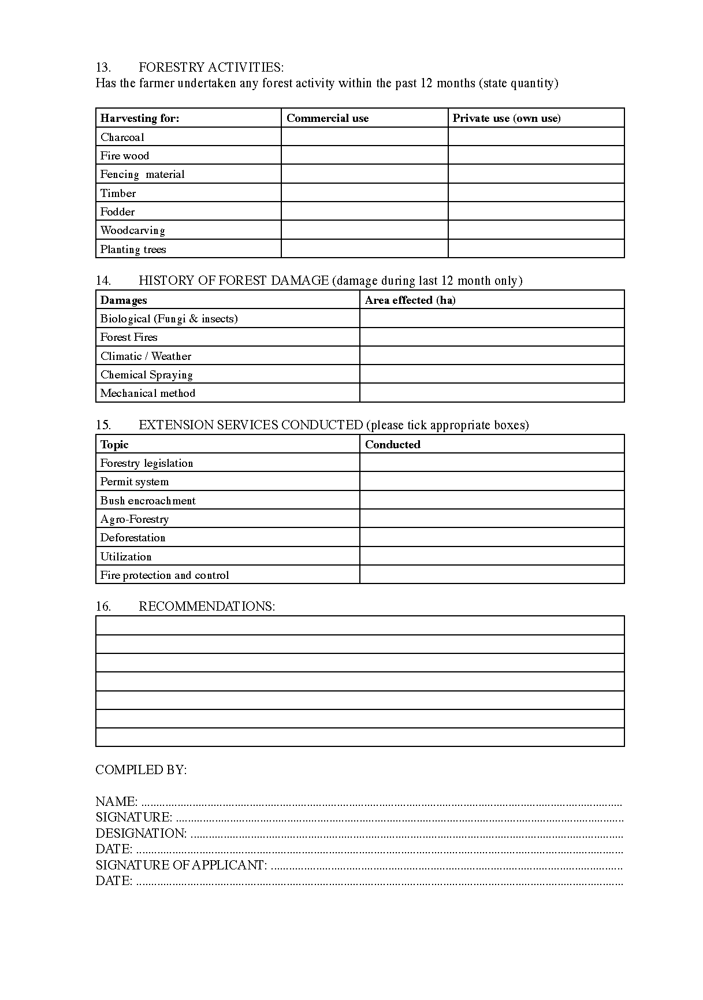 13. FORESTRY ACTIVITIES:
Has the farmer undertaken any forest activity within the past 12 months (state quantity)
Harvesting for: Commercial use Private use (own use)
Charcoal
Fire wood
Fencing material
Timber
Fodder
Woodcarving
Planting trees
14. HISTORY OF FOREST DAMAGE (damage during last 12 month only)
Damages Area effected (ha)
Biological (Fungi & insects)
Forest Fires
Climatic / Weather
Chemical Spraying
Mechanical method
15. EXTENSION SERVICES CONDUCTED (please tick appropriate boxes)
Topic Conducted
Forestry legislation
Permit system
Bush encroachment
Agro-Forestry
Deforestation
Utilization
Fire protection and control
16. RECOMMENDATIONS:
COMPILED BY:
NAME: ................................................................
SIGNATURE: ................................................................
DESIGNATION: ................................................................
DATE: ................................................................
SIGNATURE OF APPLICANT: ................................................................
DATE: ................................................................